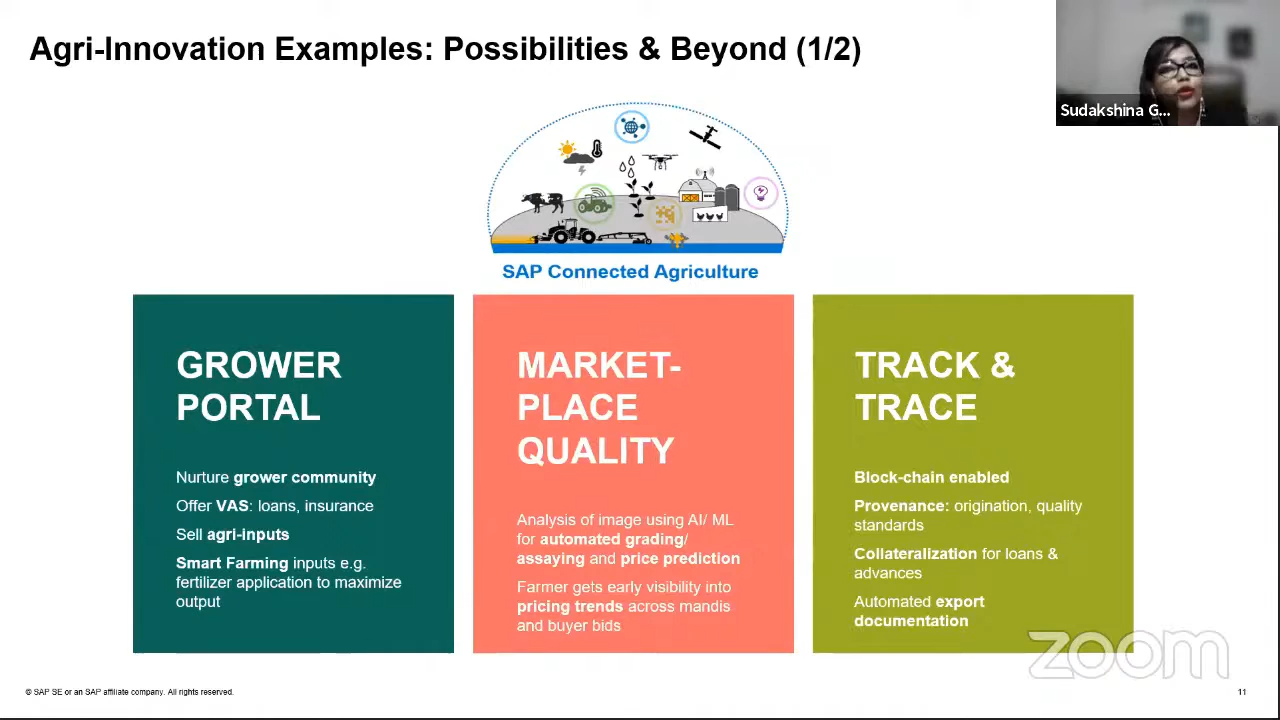 Agri-Innovation Examples: Possibilities & Beyond (1/2)
Sudakshina G...
SAP Connected Agriculture
GROWER
PORTAL
Nurture grower community
Offer VAS: loans, insurance
Sell agri-inputs
Smart Farming inputs e.g.
fertilizer application to maximize
output
MARKET-
PLACE
QUALITY
Analysis of image using AI/ ML
for automated grading/
assaying and price prediction
Farmer gets early visibility into
pricing trends across mandis
and buyer bids
TRACK &
TRACE
Block-chain enabled
Provenance: origination, quality
standards
Collateralization for loans &
advances
Automated export
documentation
zoom
© SAP SE or an SAP affiliate company. All rights reserved.
11